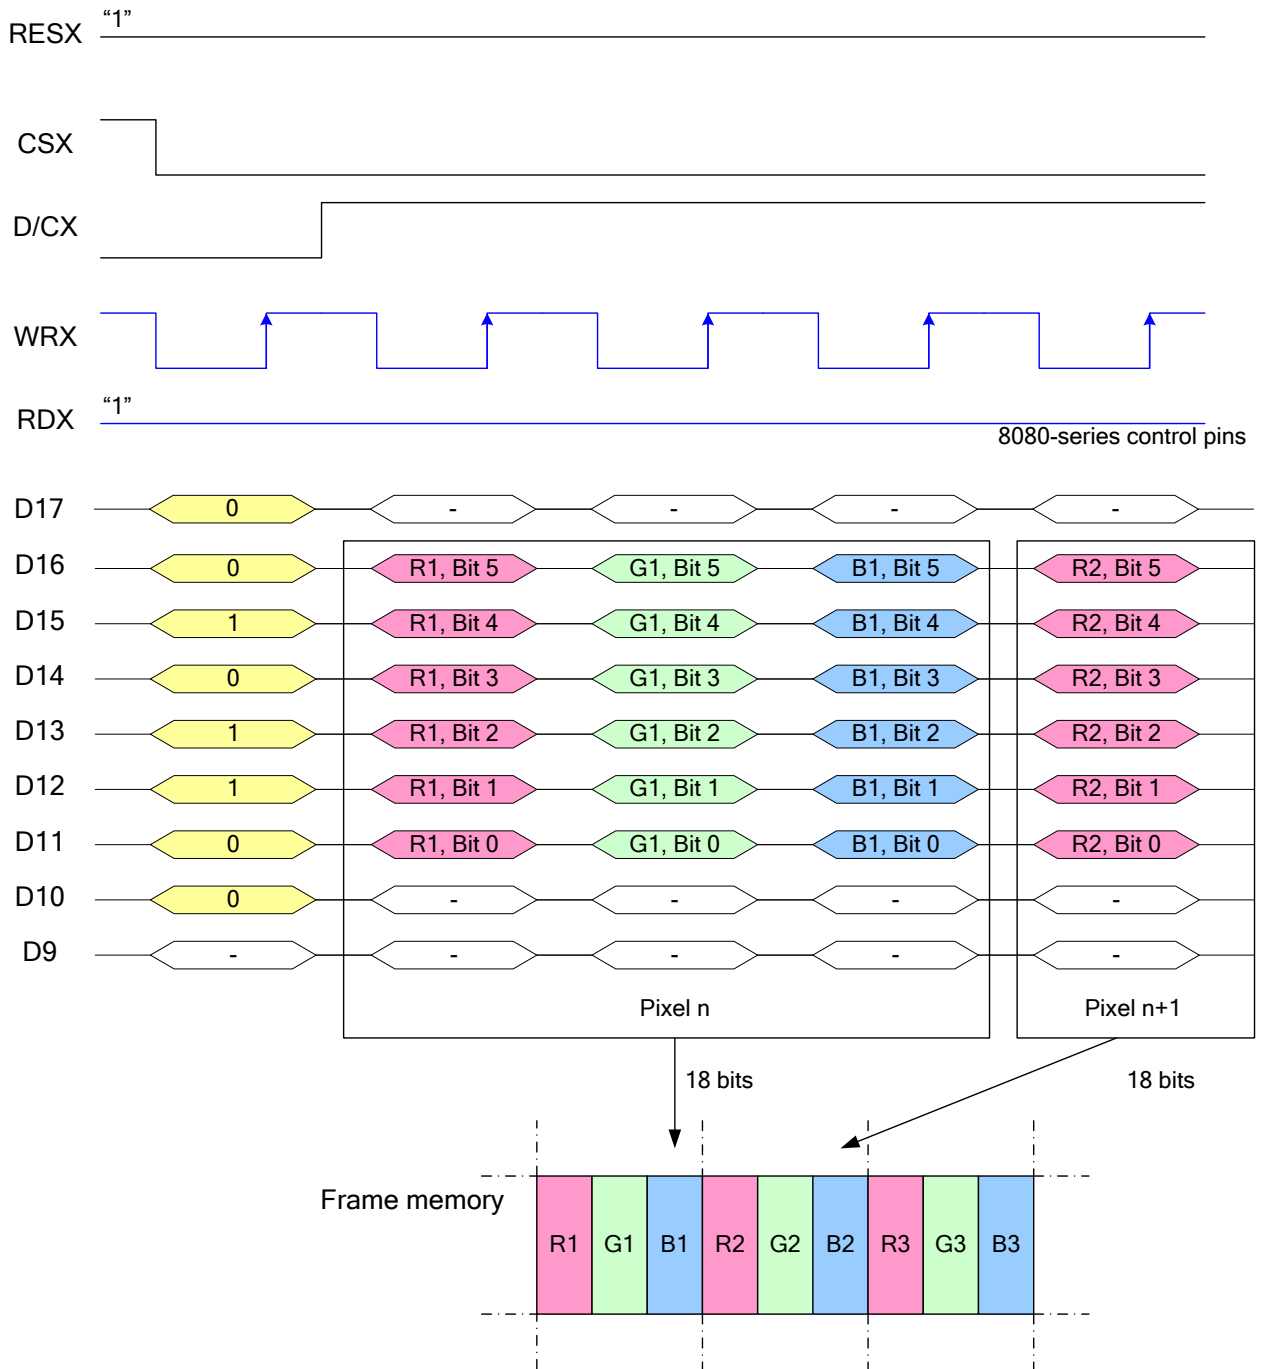 RESX “1”
CSX
D/CX
WRX
RDX “1”
8080-series control pins
D17 0 - - - -
D16 0 R1, Bit 5 G1, Bit 5 B1, Bit 5 R2, Bit 5
D15 1 R1, Bit 4 G1, Bit 4 B1, Bit 4 R2, Bit 4
D14 0 R1, Bit 3 G1, Bit 3 B1, Bit 3 R2, Bit 3
D13 1 R1, Bit 2 G1, Bit 2 B1, Bit 2 R2, Bit 2
D12 1 R1, Bit 1 G1, Bit 1 B1, Bit 1 R2, Bit 1
D11 0 R1, Bit 0 G1, Bit 0 B1, Bit 0 R2, Bit 0
D10 0 - - - -
D9 - - - - -
Pixel n Pixel n+1
18 bits 18 bits
Frame memory
R1 G1 B1 R2 G2 B2 R3 G3 B3